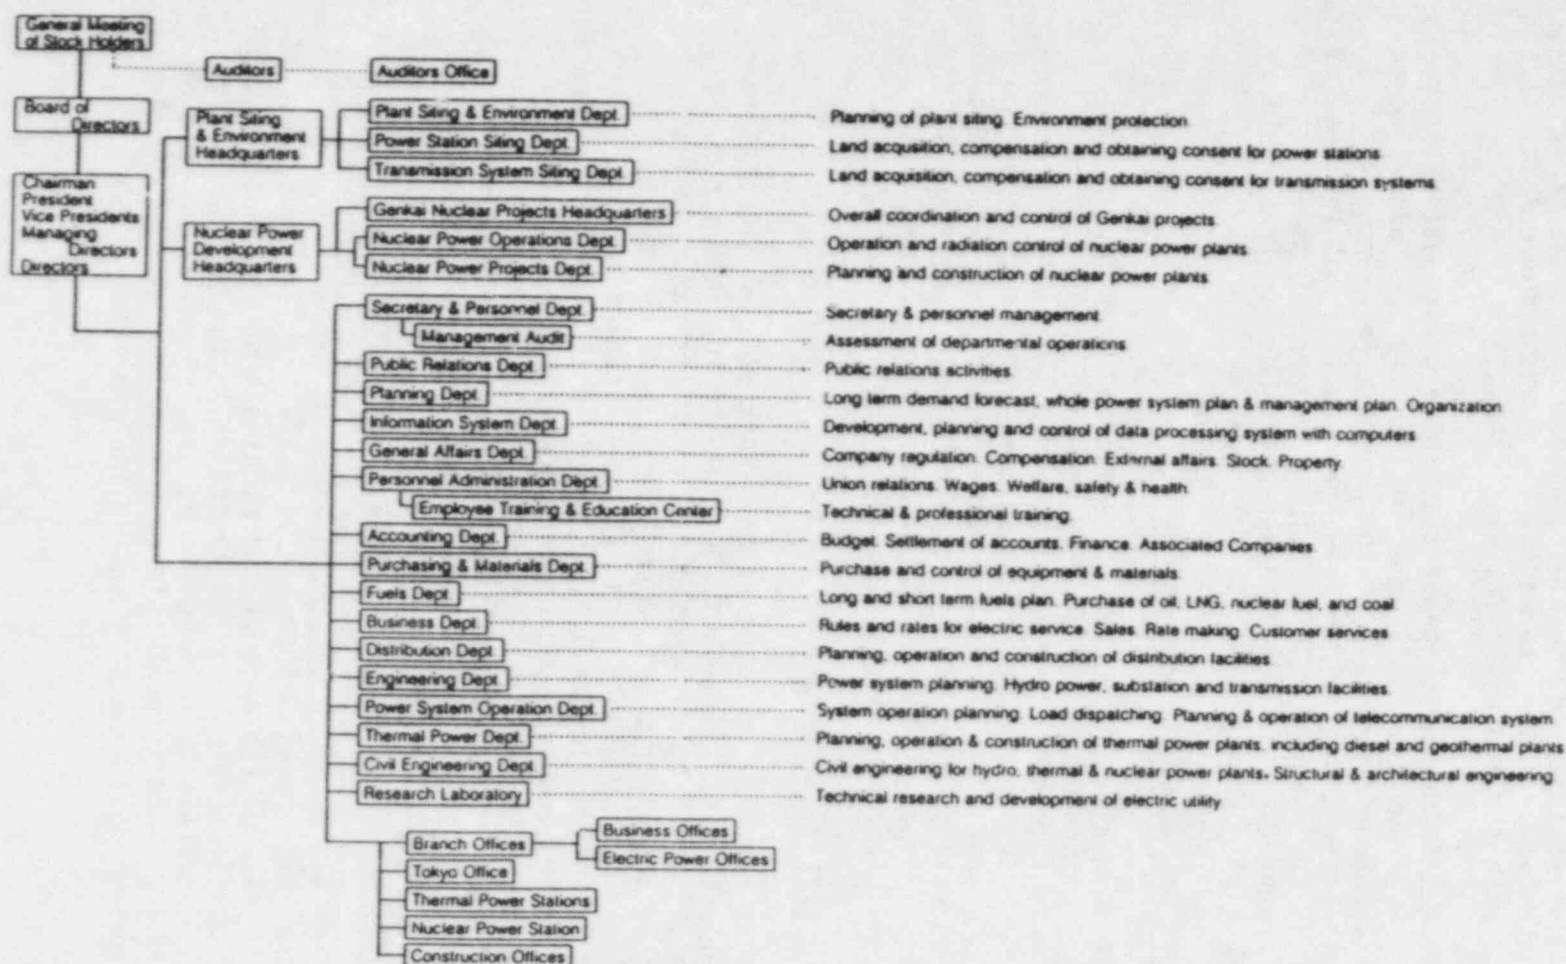 General Meeting
of Stock Holders
Auditors
Auditors Office
Board of
Directors
Chairman
President
Vice Presidents
Managing
Directors
Directors
Plant Siting
& Environment
Headquarters
Plant Siting & Environment Dept. Planning of plant siting. Environment protection.
Power Station Siting Dept. Land acqusition, compensation and obtaining consent for power stations.
Transmission System Siting Dept. Land acquisition, compensation and obtaining consent for transmission systems.
Nuclear Power
Development
Headquarters
Genkai Nuclear Projects Headquarters Overall coordination and control of Genkai projects.
Nuclear Power Operations Dept. Operation and radiation control of nuclear power plants.
Nuclear Power Projects Dept. Planning and construction of nuclear power plants.
Secretary & Personnel Dept. Secretary & personnel management.
Management Audit Assessment of departmental operations.
Public Relations Dept. Public relations activities.
Planning Dept. Long term demand forecast, whole power system plan & management plan. Organization.
Information System Dept. Development, planning and control of data processing system with computers.
General Affairs Dept. Company regulation. Compensation. External affairs. Stock. Property.
Personnel Administration Dept. Union relations. Wages. Welfare, safety & health.
Employee Training & Education Center Technical & professional training.
Accounting Dept. Budget. Settlement of accounts. Finance. Associated Companies.
Purchasing & Materials Dept. Purchase and control of equipment & materials.
Fuels Dept. Long and short term fuels plan. Purchase of oil, LNG, nuclear fuel, and coal.
Business Dept. Rules and rates for electric service. Sales. Rate making. Customer services.
Distribution Dept. Planning, operation and construction of distribution facilities.
Engineering Dept. Power system planning. Hydro power, substation and transmission facilities.
Power System Operation Dept. System operation planning. Load dispatching. Planning & operation of telecommunication system.
Thermal Power Dept. Planning, operation & construction of thermal power plants, including diesel and geothermal plants.
Civil Engineering Dept. Civil engineering for hydro, thermal & nuclear power plants. Structural & architectural engineering.
Research Laboratory Technical research and development of electric utility.
Branch Offices
Business Offices
Electric Power Offices
Tokyo Office
Thermal Power Stations
Nuclear Power Station
Construction Offices